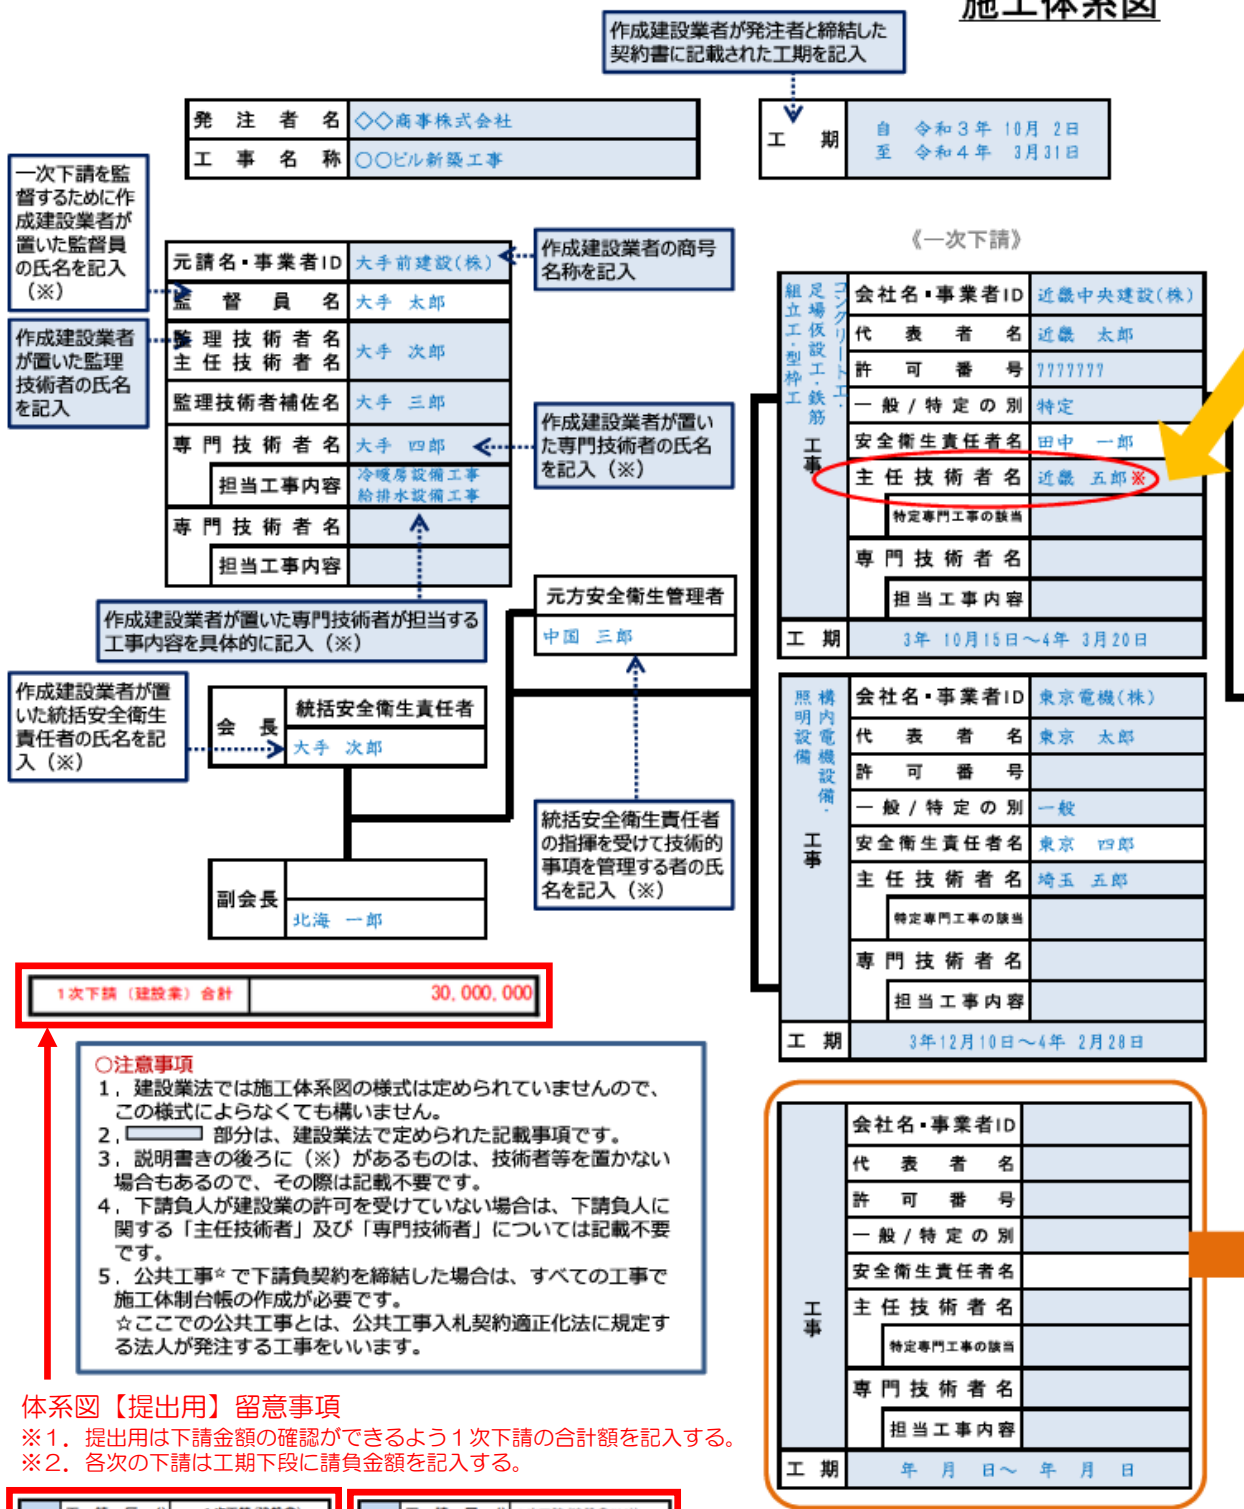 施工体系図
作成建設業者が発注者と締結した
契約書に記載された工期を記入
発注者名 ◇◇商事株式会社
工事名称 〇〇ビル新築工事
工期 自 令和3年 10月 2日
至 令和4年 3月31日
一次下請を監
督するために作
成建設業者が
置いた監督員
の氏名を記入
(※)
作成建設業者
が置いた監理
技術者の氏名
を記入
元請名・事業者ID 大手前建設(株)
監督員名 大手 太郎
監理技術者名
主任技術者名 大手 次郎
監理技術者補佐名 大手 三郎
専門技術者名 大手 四郎
担当工事内容 冷暖房設備工事
給排水設備工事
専門技術者名
担当工事内容
作成建設業者の商号
名称を記入
作成建設業者が置い
た専門技術者の氏名
を記入(※)
作成建設業者が置いた専門技術者が担当する
工事内容を具体的に記入(※)
元方安全衛生管理者
中国 三郎
作成建設業者が置
いた統括安全衛生
責任者の氏名を記
入(※)
会長 統括安全衛生責任者
大手 次郎
副会長
北海 一郎
統括安全衛生責任者
の指揮を受けて技術的
事項を管理する者の氏
名を記入(※)
《一次下請》
コンクリート工・
足場仮設工・鉄筋
組立工・型枠工
工事
会社名・事業者ID 近畿中央建設(株)
代表者名 近畿 太郎
許可番号 7777777
一般/特定の別 特定
安全衛生責任者名 田中 一郎
主任技術者名 近畿 五郎※
特定専門工事の該当
専門技術者名
担当工事内容
工期 3年 10月15日～4年 3月20日
構内電機設備・
照明設備
工事
会社名・事業者ID 東京電機(株)
代表者名 東京 太郎
許可番号
一般/特定の別 一般
安全衛生責任者名 東京 四郎
主任技術者名 埼玉 五郎
特定専門工事の該当
専門技術者名
担当工事内容
工期 3年12月10日～4年 2月28日
工事
会社名・事業者ID
代表者名
許可番号
一般/特定の別
安全衛生責任者名
主任技術者名
特定専門工事の該当
専門技術者名
担当工事内容
工期 年 月 日～ 年 月 日
1次下請(建設業)合計 30,000,000
〇注意事項
1. 建設業法では施工体系図の様式は定められていませんので、
この様式によらなくても構いません。
2. 部分は、建設業法で定められた記載事項です。
3. 説明書きの後ろに(※)があるものは、技術者等を置かない
場合もあるので、その際は記載不要です。
4. 下請負人が建設業の許可を受けていない場合は、下請負人に
関する「主任技術者」及び「専門技術者」については記載不要
です。
5. 公共工事☆で下請負契約を締結した場合は、すべての工事で
施工体制台帳の作成が必要です。
☆ここでの公共工事とは、公共工事入札契約適正化法に規定す
る法人が発注する工事をいいます。
体系図【提出用】留意事項
※1. 提出用は下請金額の確認ができるよう1次下請の合計額を記入する。
※2. 各次の下請は工期下段に請負金額を記入する。